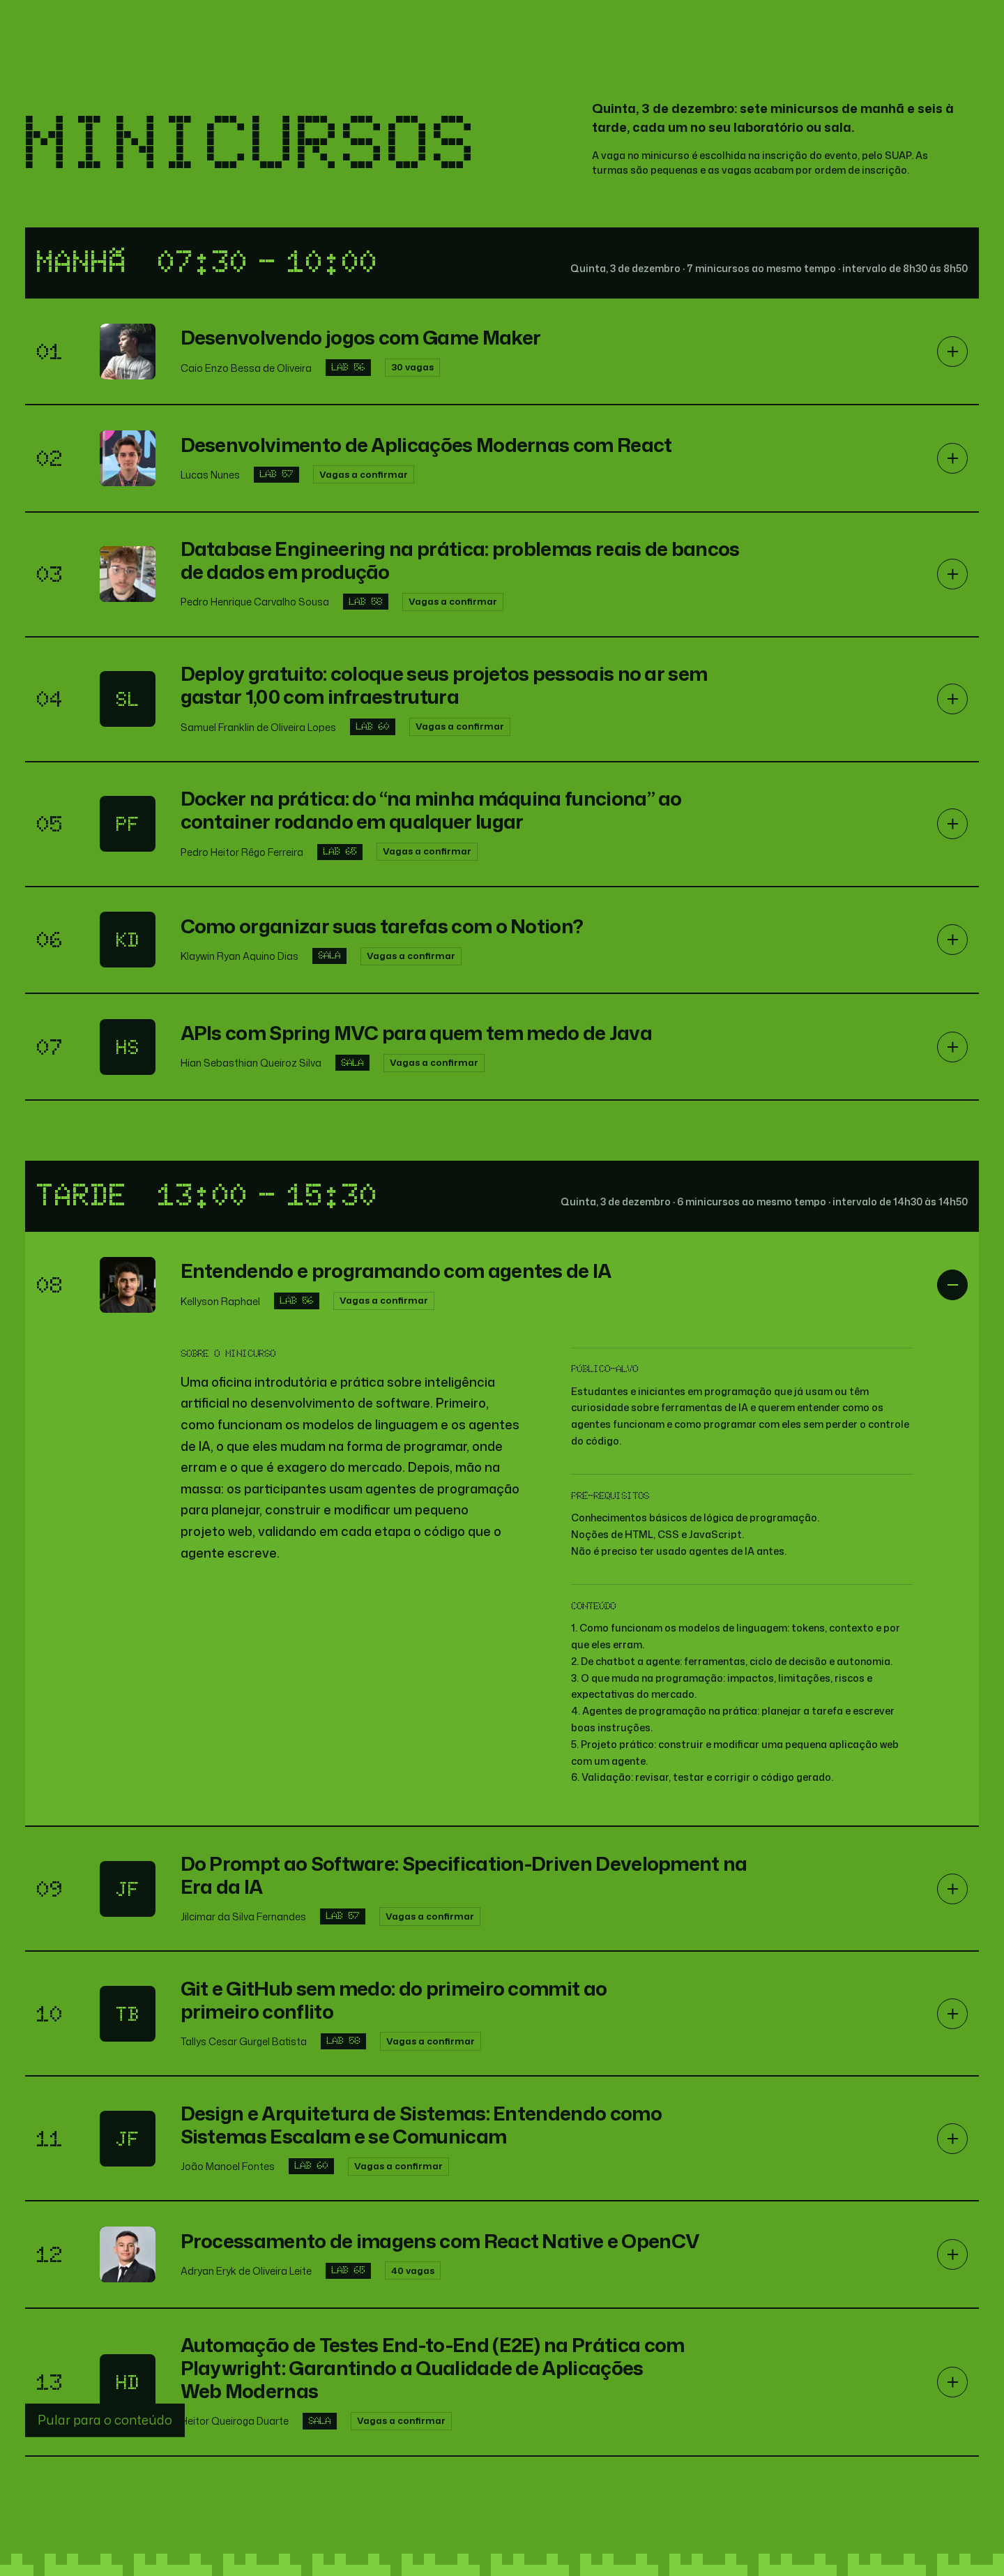 MINICURSOS
Quinta, 3 de dezembro: sete minicursos de manhã e seis à
tarde, cada um no seu laboratório ou sala.
A vaga no minicurso é escolhida na inscrição do evento, pelo SUAP. As
turmas são pequenas e as vagas acabam por ordem de inscrição.
MANHÃ 07:30 – 10:00
Quinta, 3 de dezembro · 7 minicursos ao mesmo tempo · intervalo de 8h30 às 8h50
01
Desenvolvendo jogos com Game Maker
Caio Enzo Bessa de Oliveira LAB 56 30 vagas
02
Desenvolvimento de Aplicações Modernas com React
Lucas Nunes LAB 57 Vagas a confirmar
03
Database Engineering na prática: problemas reais de bancos
de dados em produção
Pedro Henrique Carvalho Sousa LAB 58 Vagas a confirmar
04
SL
Deploy gratuito: coloque seus projetos pessoais no ar sem
gastar 1,00 com infraestrutura
Samuel Franklin de Oliveira Lopes LAB 60 Vagas a confirmar
05
PF
Docker na prática: do “na minha máquina funciona” ao
container rodando em qualquer lugar
Pedro Heitor Rêgo Ferreira LAB 65 Vagas a confirmar
06
KD
Como organizar suas tarefas com o Notion?
Klaywin Ryan Aquino Dias SALA Vagas a confirmar
07
HS
APIs com Spring MVC para quem tem medo de Java
Hian Sebasthian Queiroz Silva SALA Vagas a confirmar
TARDE 13:00 – 15:30
Quinta, 3 de dezembro · 6 minicursos ao mesmo tempo · intervalo de 14h30 às 14h50
08
Entendendo e programando com agentes de IA
Kellyson Raphael LAB 56 Vagas a confirmar
SOBRE O MINICURSO
Uma oficina introdutória e prática sobre inteligência
artificial no desenvolvimento de software. Primeiro,
como funcionam os modelos de linguagem e os agentes
de IA, o que eles mudam na forma de programar, onde
erram e o que é exagero do mercado. Depois, mão na
massa: os participantes usam agentes de programação
para planejar, construir e modificar um pequeno
projeto web, validando em cada etapa o código que o
agente escreve.
PÚBLICO-ALVO
Estudantes e iniciantes em programação que já usam ou têm
curiosidade sobre ferramentas de IA e querem entender como os
agentes funcionam e como programar com eles sem perder o controle
do código.
PRÉ-REQUISITOS
Conhecimentos básicos de lógica de programação.
Noções de HTML, CSS e JavaScript.
Não é preciso ter usado agentes de IA antes.
CONTEÚDO
1. Como funcionam os modelos de linguagem: tokens, contexto e por
que eles erram.
2. De chatbot a agente: ferramentas, ciclo de decisão e autonomia.
3. O que muda na programação: impactos, limitações, riscos e
expectativas do mercado.
4. Agentes de programação na prática: planejar a tarefa e escrever
boas instruções.
5. Projeto prático: construir e modificar uma pequena aplicação web
com um agente.
6. Validação: revisar, testar e corrigir o código gerado.
09
JF
Do Prompt ao Software: Specification-Driven Development na
Era da IA
Jilcimar da Silva Fernandes LAB 57 Vagas a confirmar
10
TB
Git e GitHub sem medo: do primeiro commit ao
primeiro conflito
Tallys Cesar Gurgel Batista LAB 58 Vagas a confirmar
11
JF
Design e Arquitetura de Sistemas: Entendendo como
Sistemas Escalam e se Comunicam
João Manoel Fontes LAB 60 Vagas a confirmar
12
Processamento de imagens com React Native e OpenCV
Adryan Eryk de Oliveira Leite LAB 65 40 vagas
13
HD
Automação de Testes End-to-End (E2E) na Prática com
Playwright: Garantindo a Qualidade de Aplicações
Web Modernas
Heitor Queiroga Duarte SALA Vagas a confirmar
Pular para o conteúdo